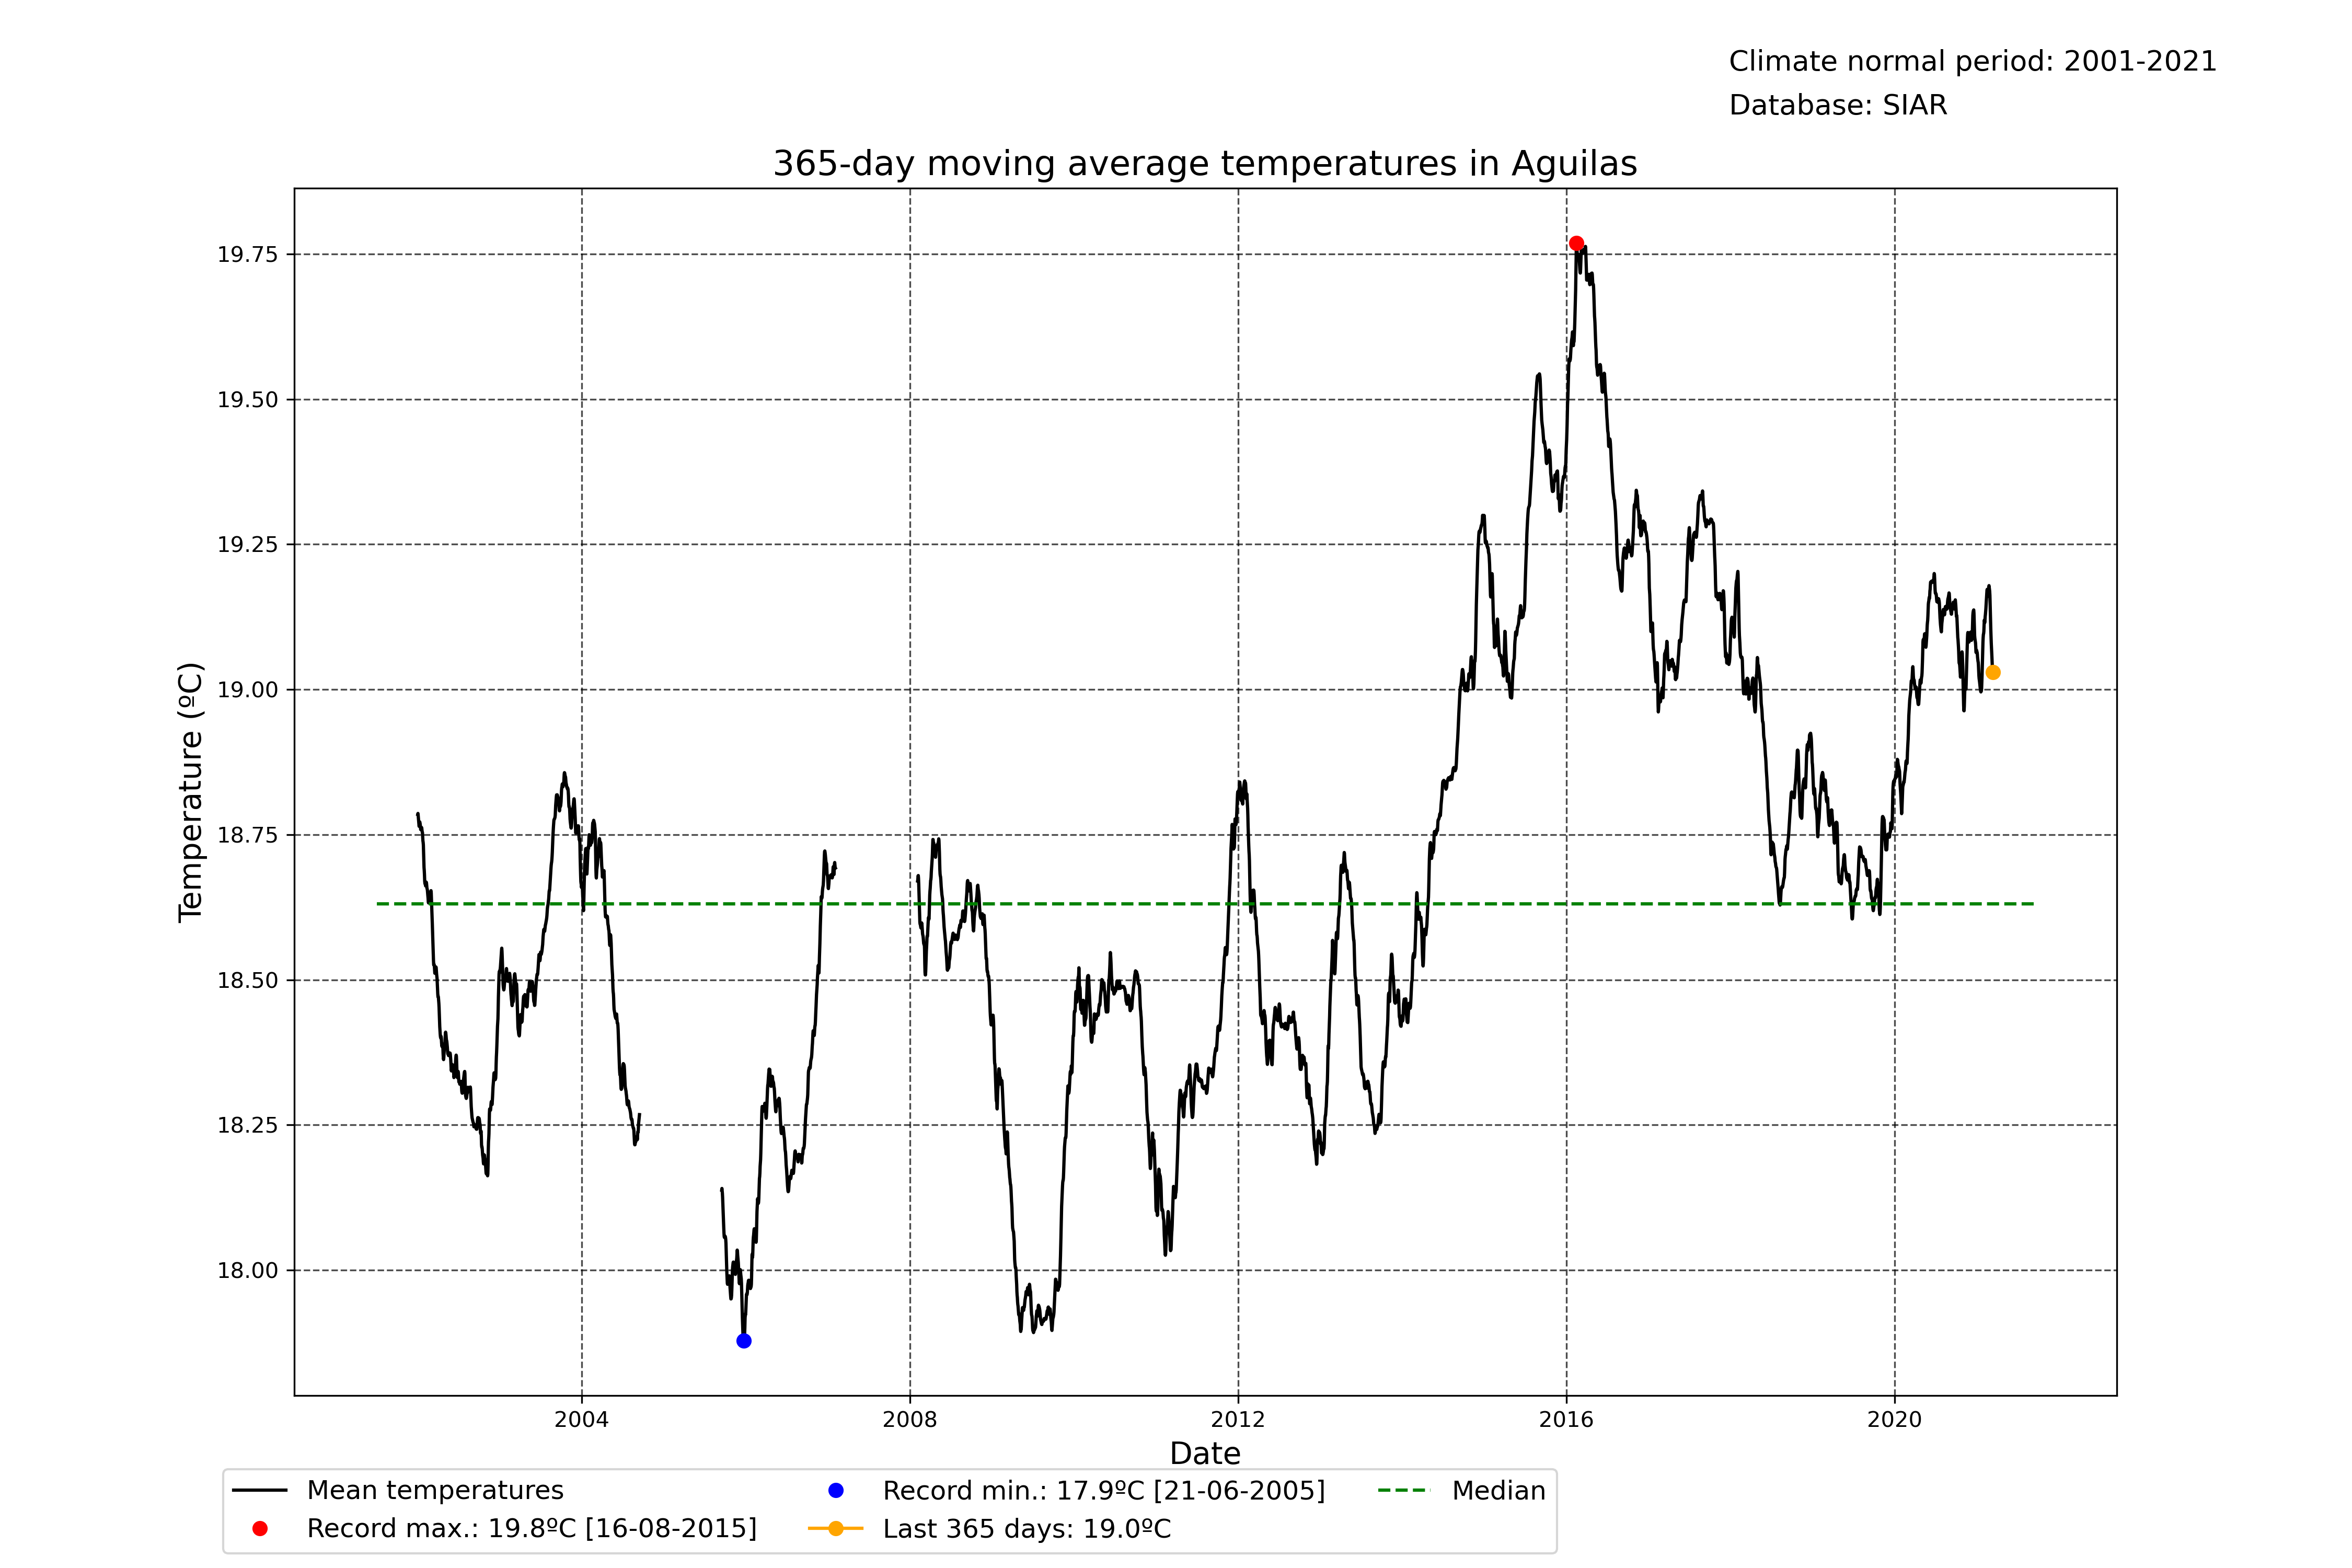 Climate normal period: 2001-2021
Database: SIAR
365-day moving average temperatures in Aguilas
19.75
19.50
19.25
19.00
18.75
18.50
18.25
18.00
Temperature (ºC)
2004 2008 2012 2016 2020
Date
Mean temperatures
Record max.: 19.8ºC [16-08-2015]
Record min.: 17.9ºC [21-06-2005]
Last 365 days: 19.0ºC
Median